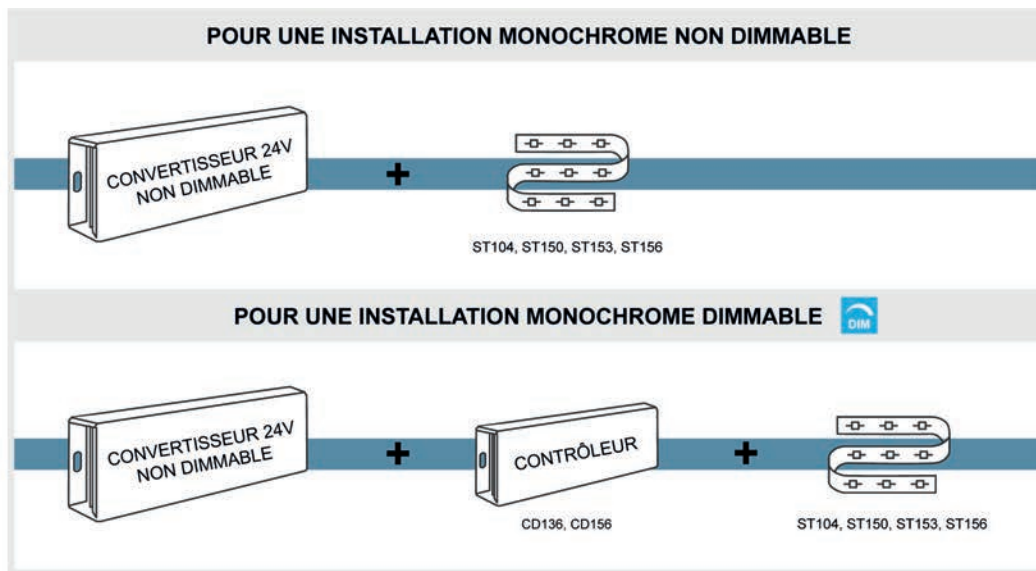 POUR UNE INSTALLATION MONOCHROME NON DIMMABLE
CONVERTISSEUR 24V
NON DIMMABLE
+
ST104, ST150, ST153, ST156
POUR UNE INSTALLATION MONOCHROME DIMMABLE
DIM
CONVERTISSEUR 24V
NON DIMMABLE
+
CONTRÔLEUR
CD136, CD156
+
ST104, ST150, ST153, ST156